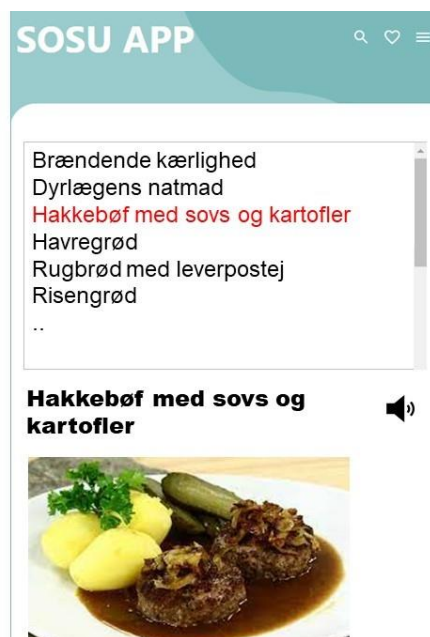 SOSU APP
Brændende kærlighed
Dyrlægens natmad
Hakkebøf med sovs og kartofler
Havregrød
Rugbrød med leverpostej
Risengrød
..
Hakkebøf med sovs og
kartofler